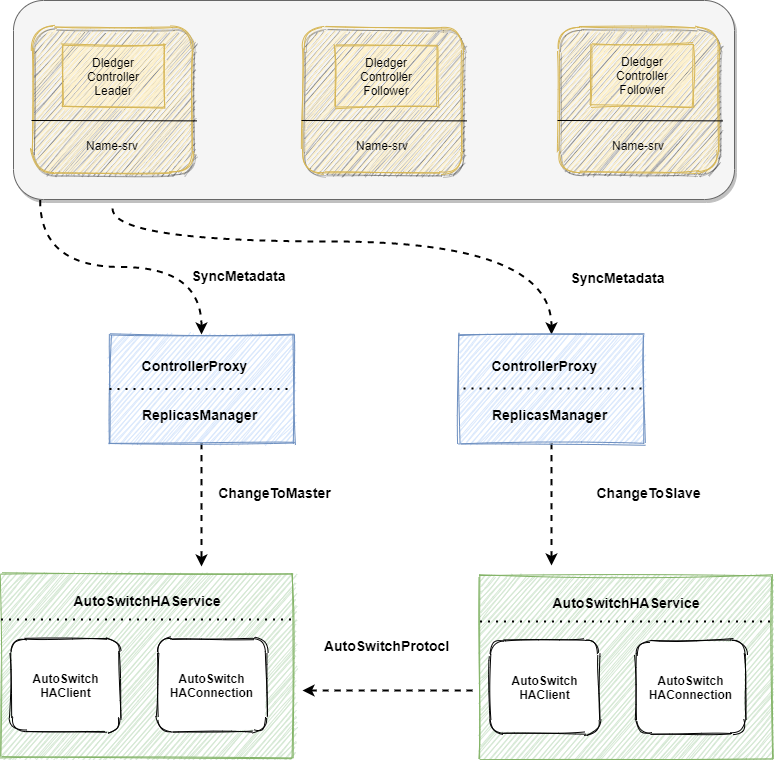 Dledger
Controller
Leader
Name-srv
Dledger
Controller
Follower
Name-srv
Dledger
Controller
Follower
Name-srv
SyncMetadata
SyncMetadata
ControllerProxy
ReplicasManager
ControllerProxy
ReplicasManager
ChangeToMaster
ChangeToSlave
AutoSwitchHAService
AutoSwitch
HAClient
AutoSwitch
HAConnection
AutoSwitchProtocl
AutoSwitchHAService
AutoSwitch
HAClient
AutoSwitch
HAConnection